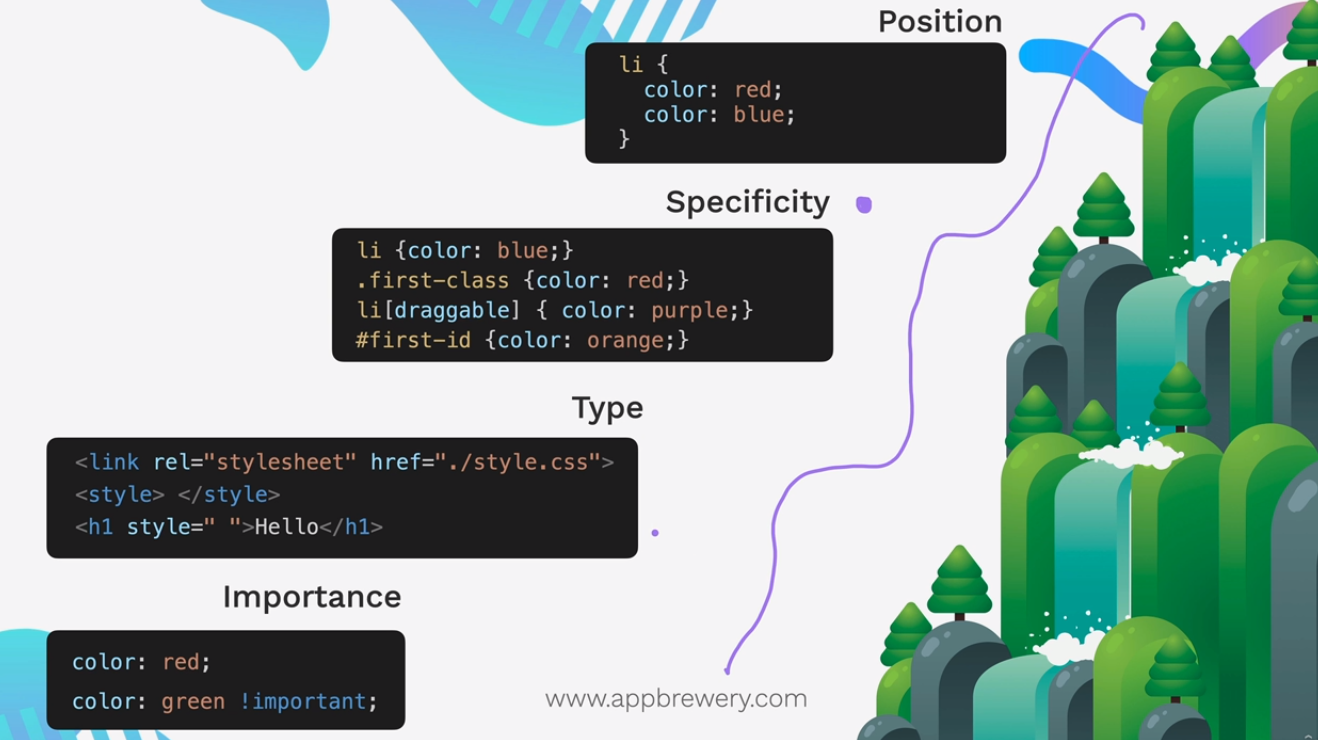 Position
li {
  color: red;
  color: blue;
}
Specificity
li {color: blue;}
.first-class {color: red;}
li[draggable] { color: purple;}
#first-id {color: orange;}
Type
<link rel="stylesheet" href="./style.css">
<style> </style>
<h1 style=" ">Hello</h1>
Importance
color: red;
color: green !important;
www.appbrewery.com